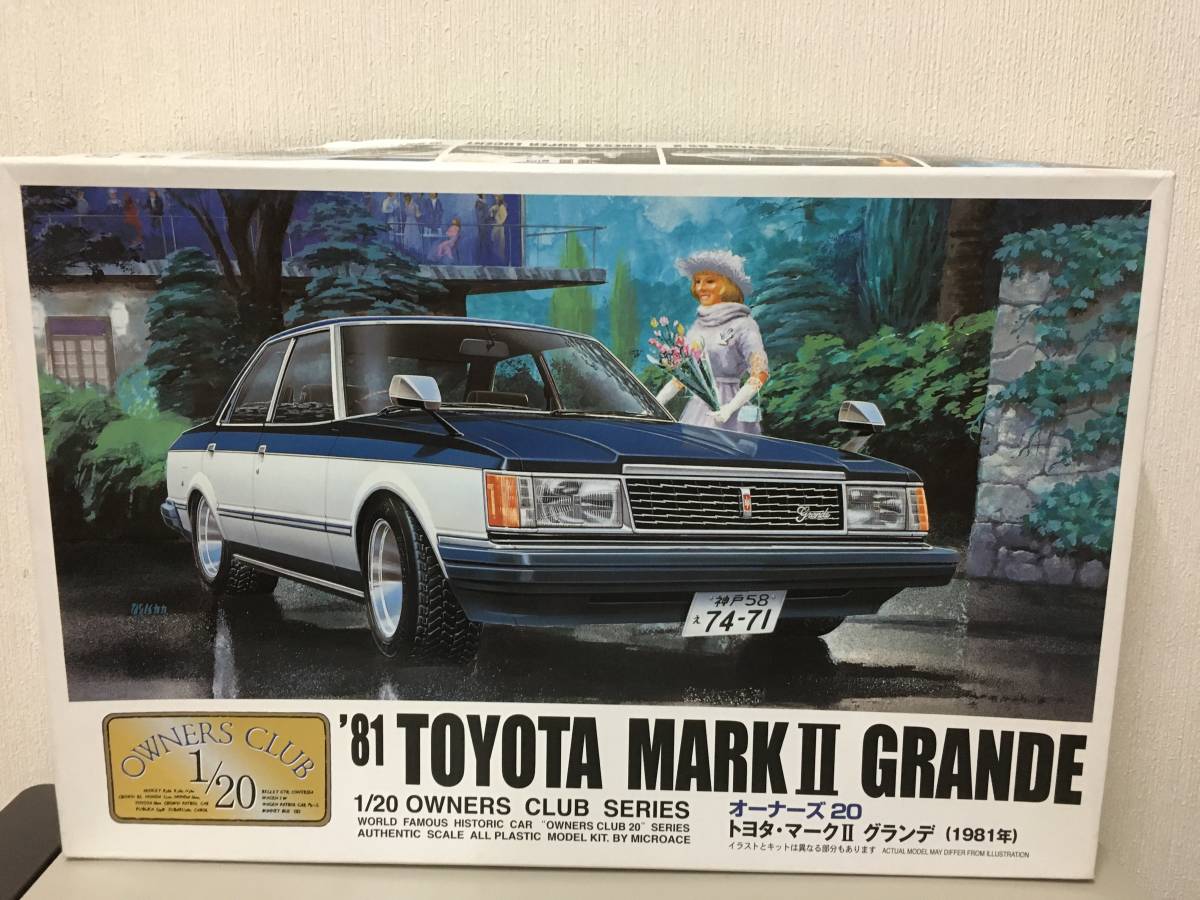 Grande
神戸58
え 74-71
OWNERS CLUB
1/20
'81 TOYOTA MARK II GRANDE
1/20 OWNERS CLUB SERIES
WORLD FAMOUS HISTORIC CAR "OWNERS CLUB 20" SERIES
AUTHENTIC SCALE ALL PLASTIC MODEL KIT. BY MICROACE
オーナーズ20
トヨタ・マークII グランデ (1981年)
イラストとキットは異なる部分もあります ACTUAL MODEL MAY DIFFER FROM ILLUSTRATION